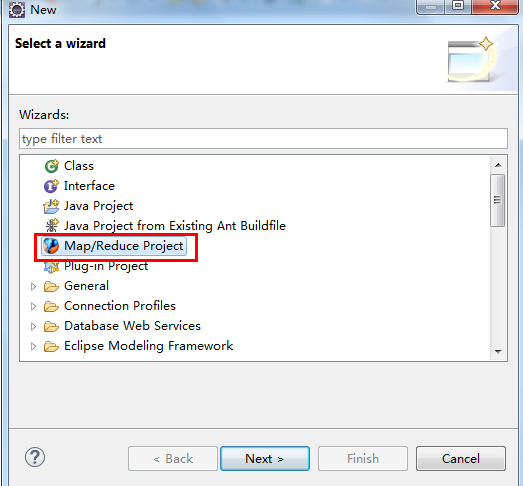 New
Select a wizard
Wizards:
type filter text
Class
Interface
Java Project
Java Project from Existing Ant Buildfile
Map/Reduce Project
Plug-in Project
General
Connection Profiles
Database Web Services
Eclipse Modeling Framework
? < Back Next > Finish Cancel